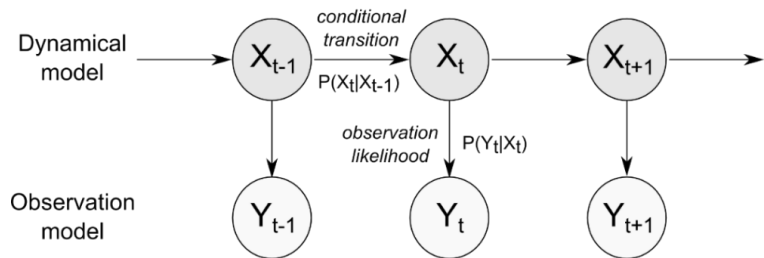 conditional
transition
Dynamical
model
X_{t-1}
X_t
X_{t+1}
P(X_t|X_{t-1})
observation
likelihood
P(Y_t|X_t)
Observation
model
Y_{t-1}
Y_t
Y_{t+1}